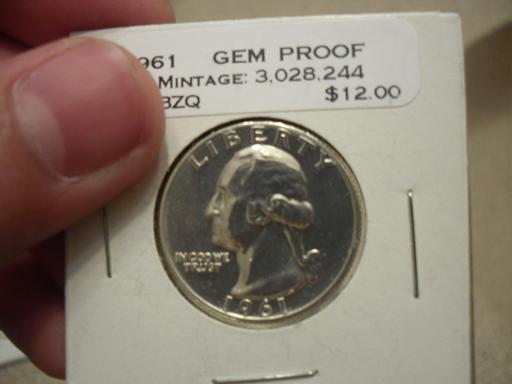 961 GEM PROOF
MINTAGE: 3,028,244
BZQ $12.00
LIBERTY
IN GOD WE
TRUST
1961